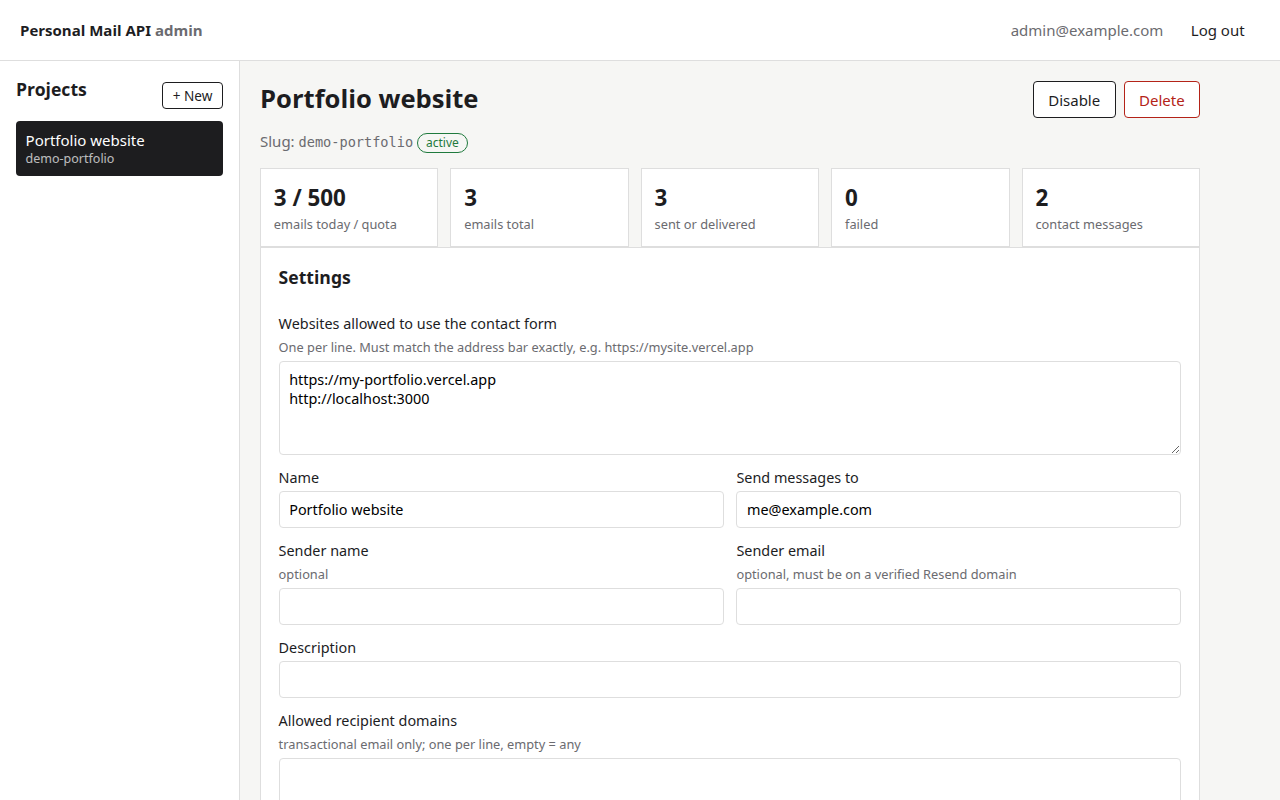 Personal Mail API admin
admin@example.com
Log out
Projects
+ New
Portfolio website
demo-portfolio
Portfolio website
Disable
Delete
Slug: demo-portfolio active
3 / 500
emails today / quota
3
emails total
3
sent or delivered
0
failed
2
contact messages
Settings
Websites allowed to use the contact form
One per line. Must match the address bar exactly, e.g. https://mysite.vercel.app
https://my-portfolio.vercel.app
http://localhost:3000
Name
Portfolio website
Send messages to
me@example.com
Sender name
optional
Sender email
optional, must be on a verified Resend domain
Description
Allowed recipient domains
transactional email only; one per line, empty = any